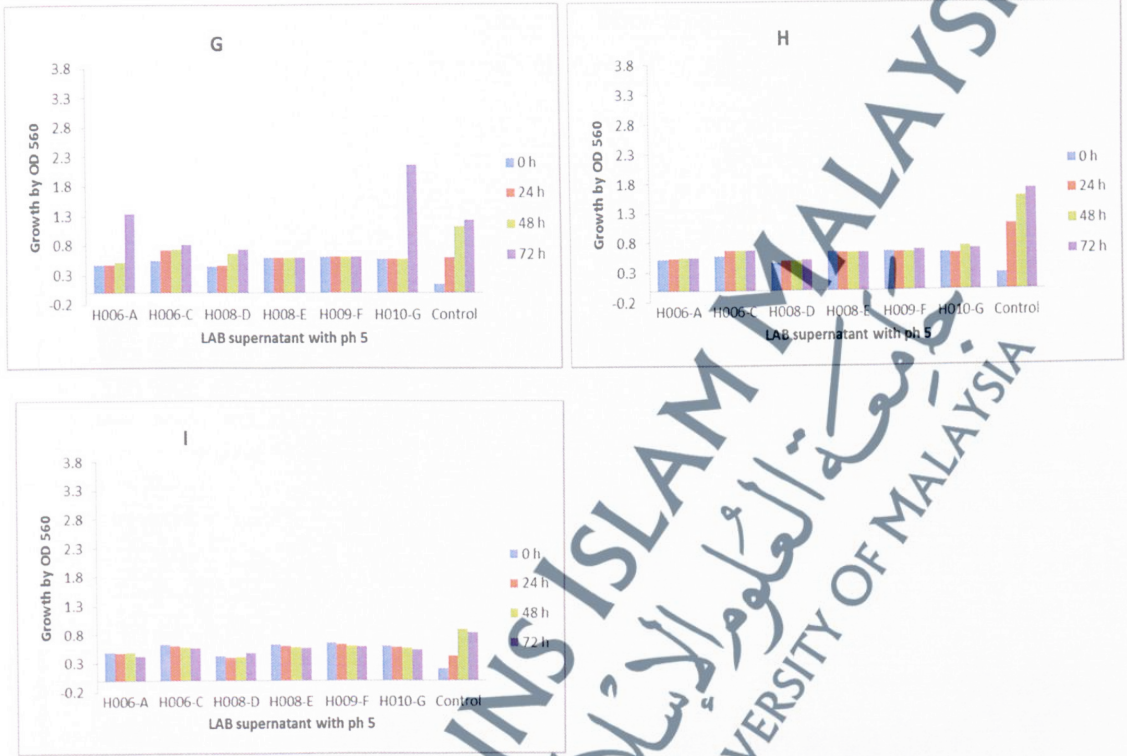 G
3.8
3.3
2.8
2.3
1.8
1.3
0.8
0.3
-0.2
Growth by OD 560
H006-A H006-C H008-D H008-E H009-F H010-G Control
LAB supernatant with ph 5
0 h
24 h
48 h
72 h
H
3.8
3.3
2.8
2.3
1.8
1.3
0.8
0.3
-0.2
Growth by OD 560
H006-A H006-C H008-D H008-E H009-F H010-G Control
LAB supernatant with ph 5
0 h
24 h
48 h
72 h
I
3.8
3.3
2.8
2.3
1.8
1.3
0.8
0.3
-0.2
Growth by OD 560
H006-A H006-C H008-D H008-E H009-F H010-G Control
LAB supernatant with ph 5
0 h
24 h
48 h
72 h
INS ISLAM MALAYSI
جامعة العلوم الإسلا
VERSITY OF MALAYSIA